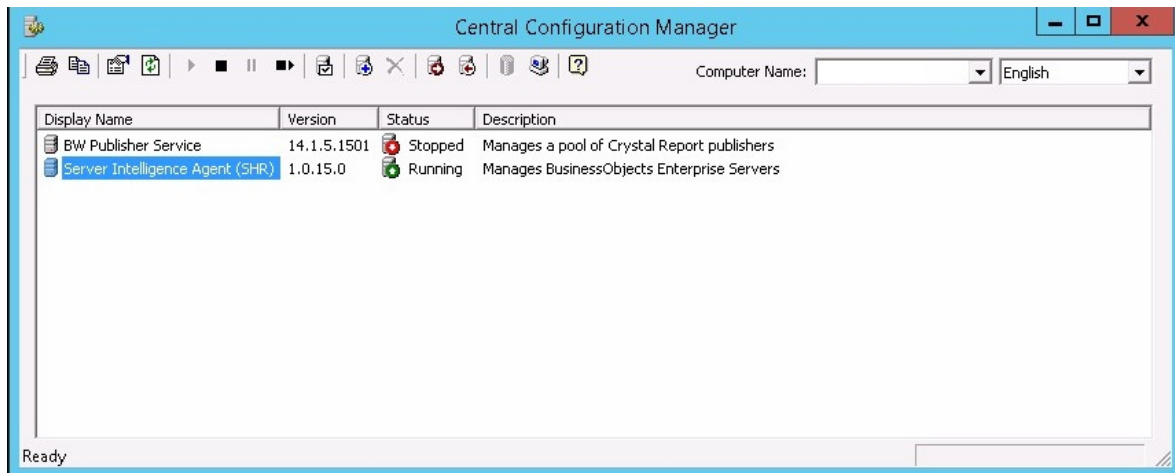 Central Configuration Manager
Computer Name: English
Display Name Version Status Description
BW Publisher Service 14.1.5.1501 Stopped Manages a pool of Crystal Report publishers
Server Intelligence Agent (SHR) 1.0.15.0 Running Manages BusinessObjects Enterprise Servers
Ready